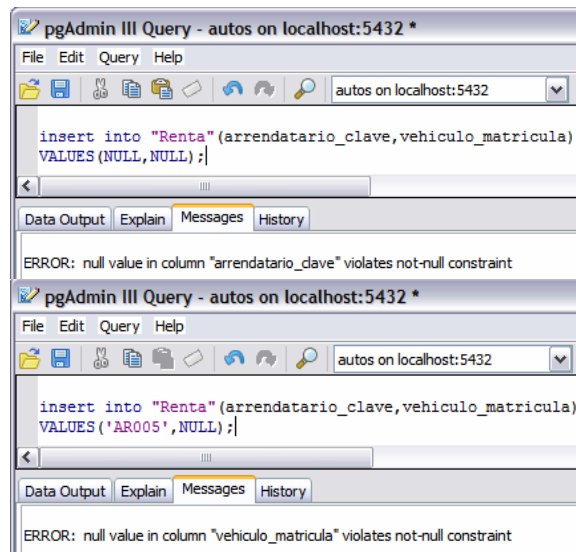 pgAdmin III Query - autos on localhost:5432 *
File Edit Query Help
autos on localhost:5432
insert into "Renta"(arrendatario_clave,vehiculo_matricula)
VALUES(NULL,NULL);
Data Output Explain Messages History
ERROR: null value in column "arrendatario_clave" violates not-null constraint
pgAdmin III Query - autos on localhost:5432 *
File Edit Query Help
autos on localhost:5432
insert into "Renta"(arrendatario_clave,vehiculo_matricula)
VALUES('AR005',NULL);
Data Output Explain Messages History
ERROR: null value in column "vehiculo_matricula" violates not-null constraint